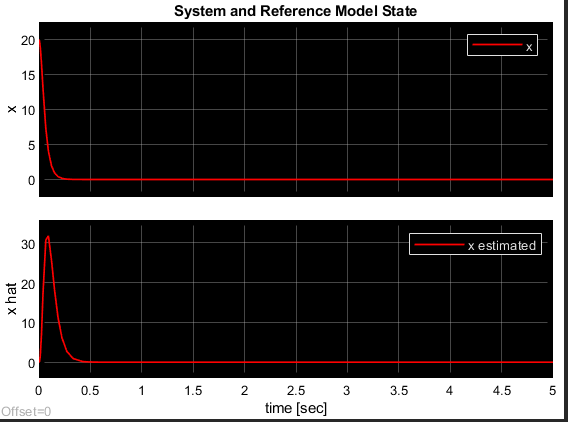 System and Reference Model State
20
15
10
5
0
x
x
30
20
10
0
x hat
x estimated
0 0.5 1 1.5 2 2.5 3 3.5 4 4.5 5
time [sec]
Offset=0